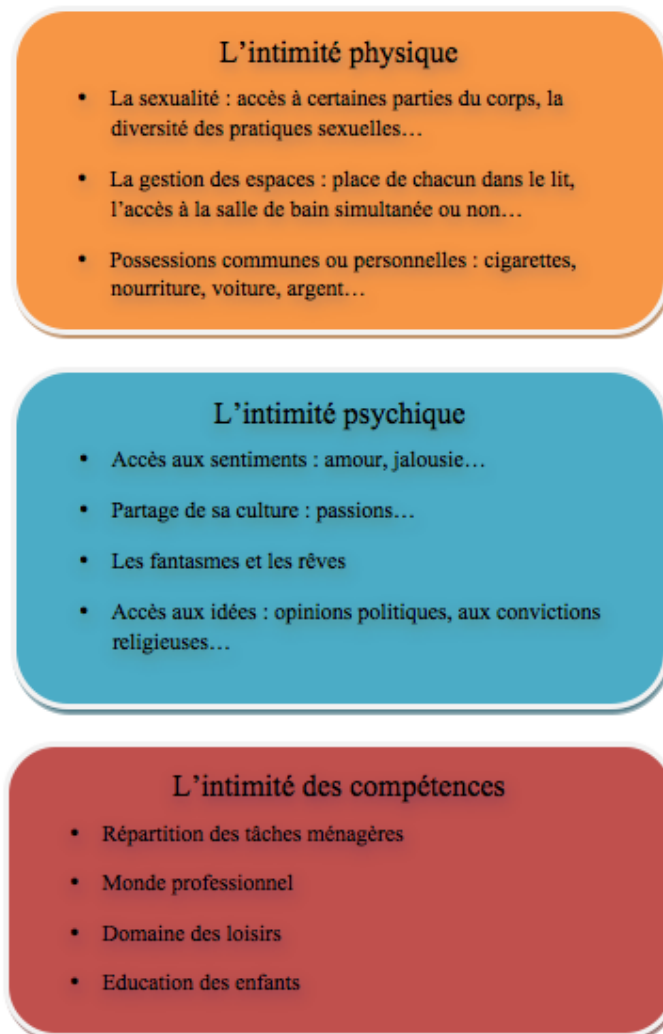 L'intimité physique
• La sexualité : accès à certaines parties du corps, la
diversité des pratiques sexuelles…
• La gestion des espaces : place de chacun dans le lit,
l'accès à la salle de bain simultanée ou non…
• Possessions communes ou personnelles : cigarettes,
nourriture, voiture, argent…
L'intimité psychique
• Accès aux sentiments : amour, jalousie…
• Partage de sa culture : passions…
• Les fantasmes et les rêves
• Accès aux idées : opinions politiques, aux convictions
religieuses…
L'intimité des compétences
• Répartition des tâches ménagères
• Monde professionnel
• Domaine des loisirs
• Education des enfants